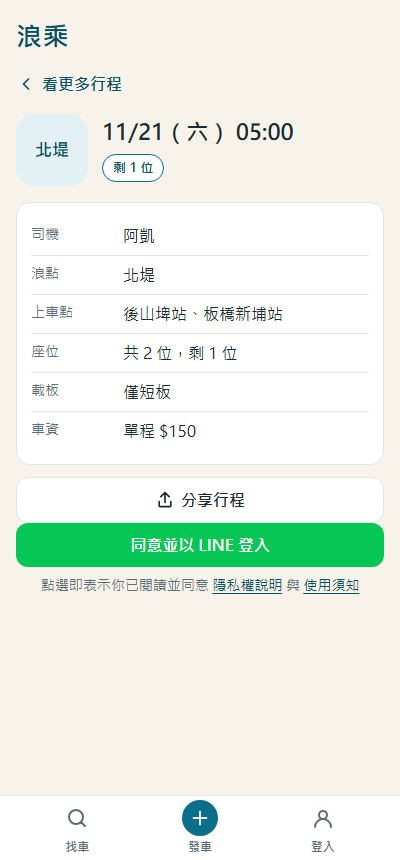 浪乘
看更多行程
北堤
11/21（六）05:00
剩 1 位
司機 阿凱
浪點 北堤
上車點 後山埤站、板橋新埔站
座位 共 2 位，剩 1 位
載板 僅短板
車資 單程 $150
分享行程
同意並以 LINE 登入
點選即表示你已閱讀並同意 隱私權說明 與 使用須知
找車
發車
登入